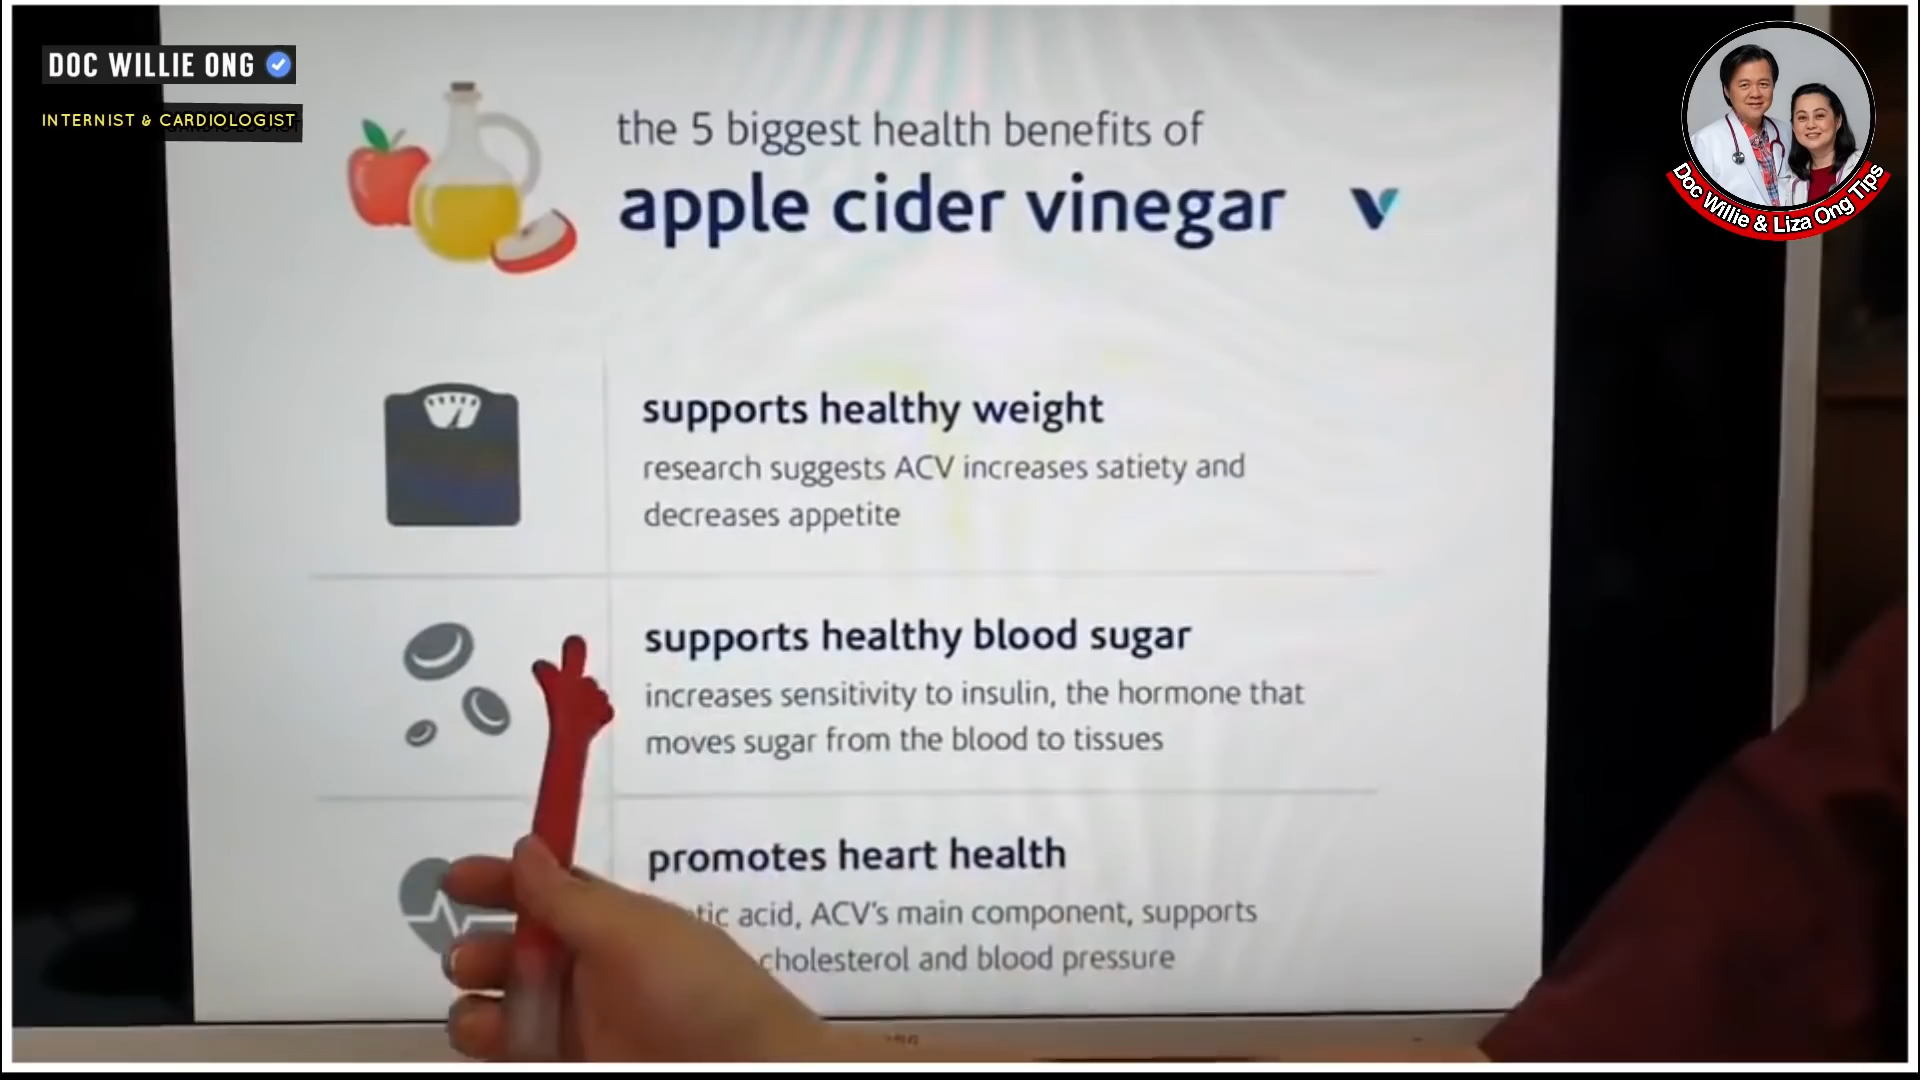 DOC WILLIE ONG
INTERNIST & CARDIOLOGIST
Doc Willie & Liza Ong Tips
the 5 biggest health benefits of
apple cider vinegar
supports healthy weight
research suggests ACV increases satiety and
decreases appetite
supports healthy blood sugar
increases sensitivity to insulin, the hormone that
moves sugar from the blood to tissues
promotes heart health
acid, ACV's main component, supports
cholesterol and blood pressure